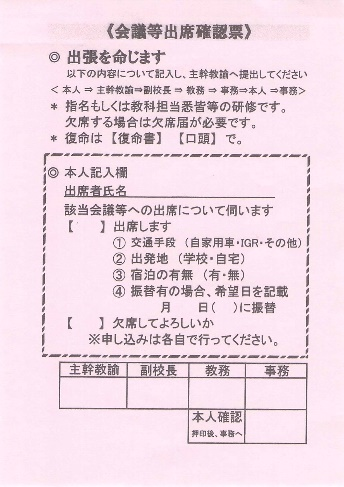 《会議等出席確認票》
◎ 出張を命じます
以下の内容について記入し、主幹教諭へ提出してください
< 本人 ⇒ 主幹教諭⇒副校長⇒ 教務 ⇒ 事務⇒本人 ⇒事務>
* 指名もしくは教科担当悉皆等の研修です。
欠席する場合は欠席届が必要です。
* 復命は 【復命書】 【口頭】 で。
◎ 本人記入欄
出席者氏名
該当会議等への出席について伺います
【 】 出席します
① 交通手段 (自家用車・IGR・その他)
② 出発地 (学校・自宅)
③ 宿泊の有無 (有・無)
④ 振替有の場合、希望日を記載
月 日( )に振替
【 】 欠席してよろしいか
※申し込みは各自で行ってください。
主幹教諭 副校長 教務 事務
本人確認
押印後、事務へ